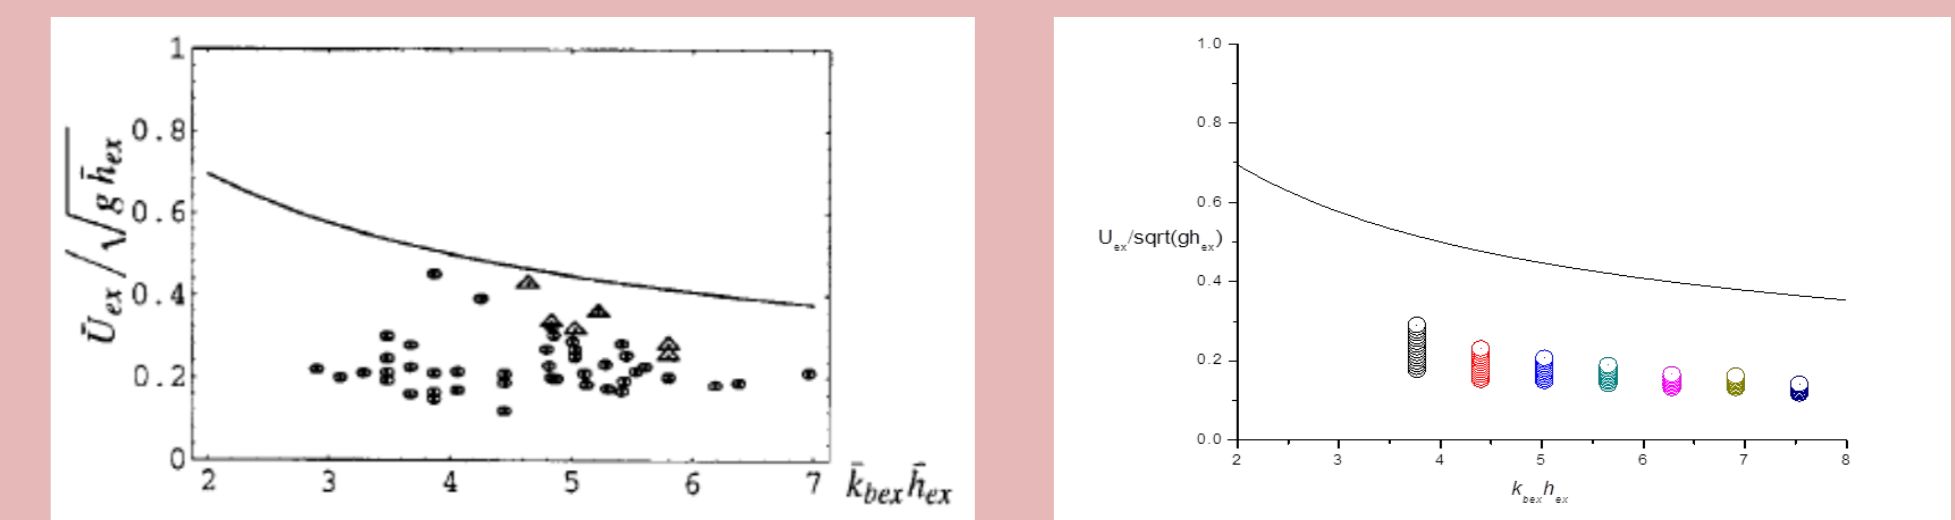 1
0.8
0.6
0.4
0.2
0
Ū_ex / √g h̄_ex
2 3 4 5 6 7
k̄_bex h̄_ex
1.0
0.8
0.6
0.4
0.2
0.0
U_ex/sqrt(gh_ex)
2 3 4 5 6 7 8
k_bex h_ex